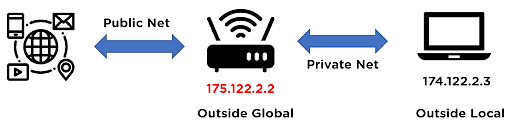 Public Net
Private Net
175.122.2.2
174.122.2.3
Outside Global
Outside Local